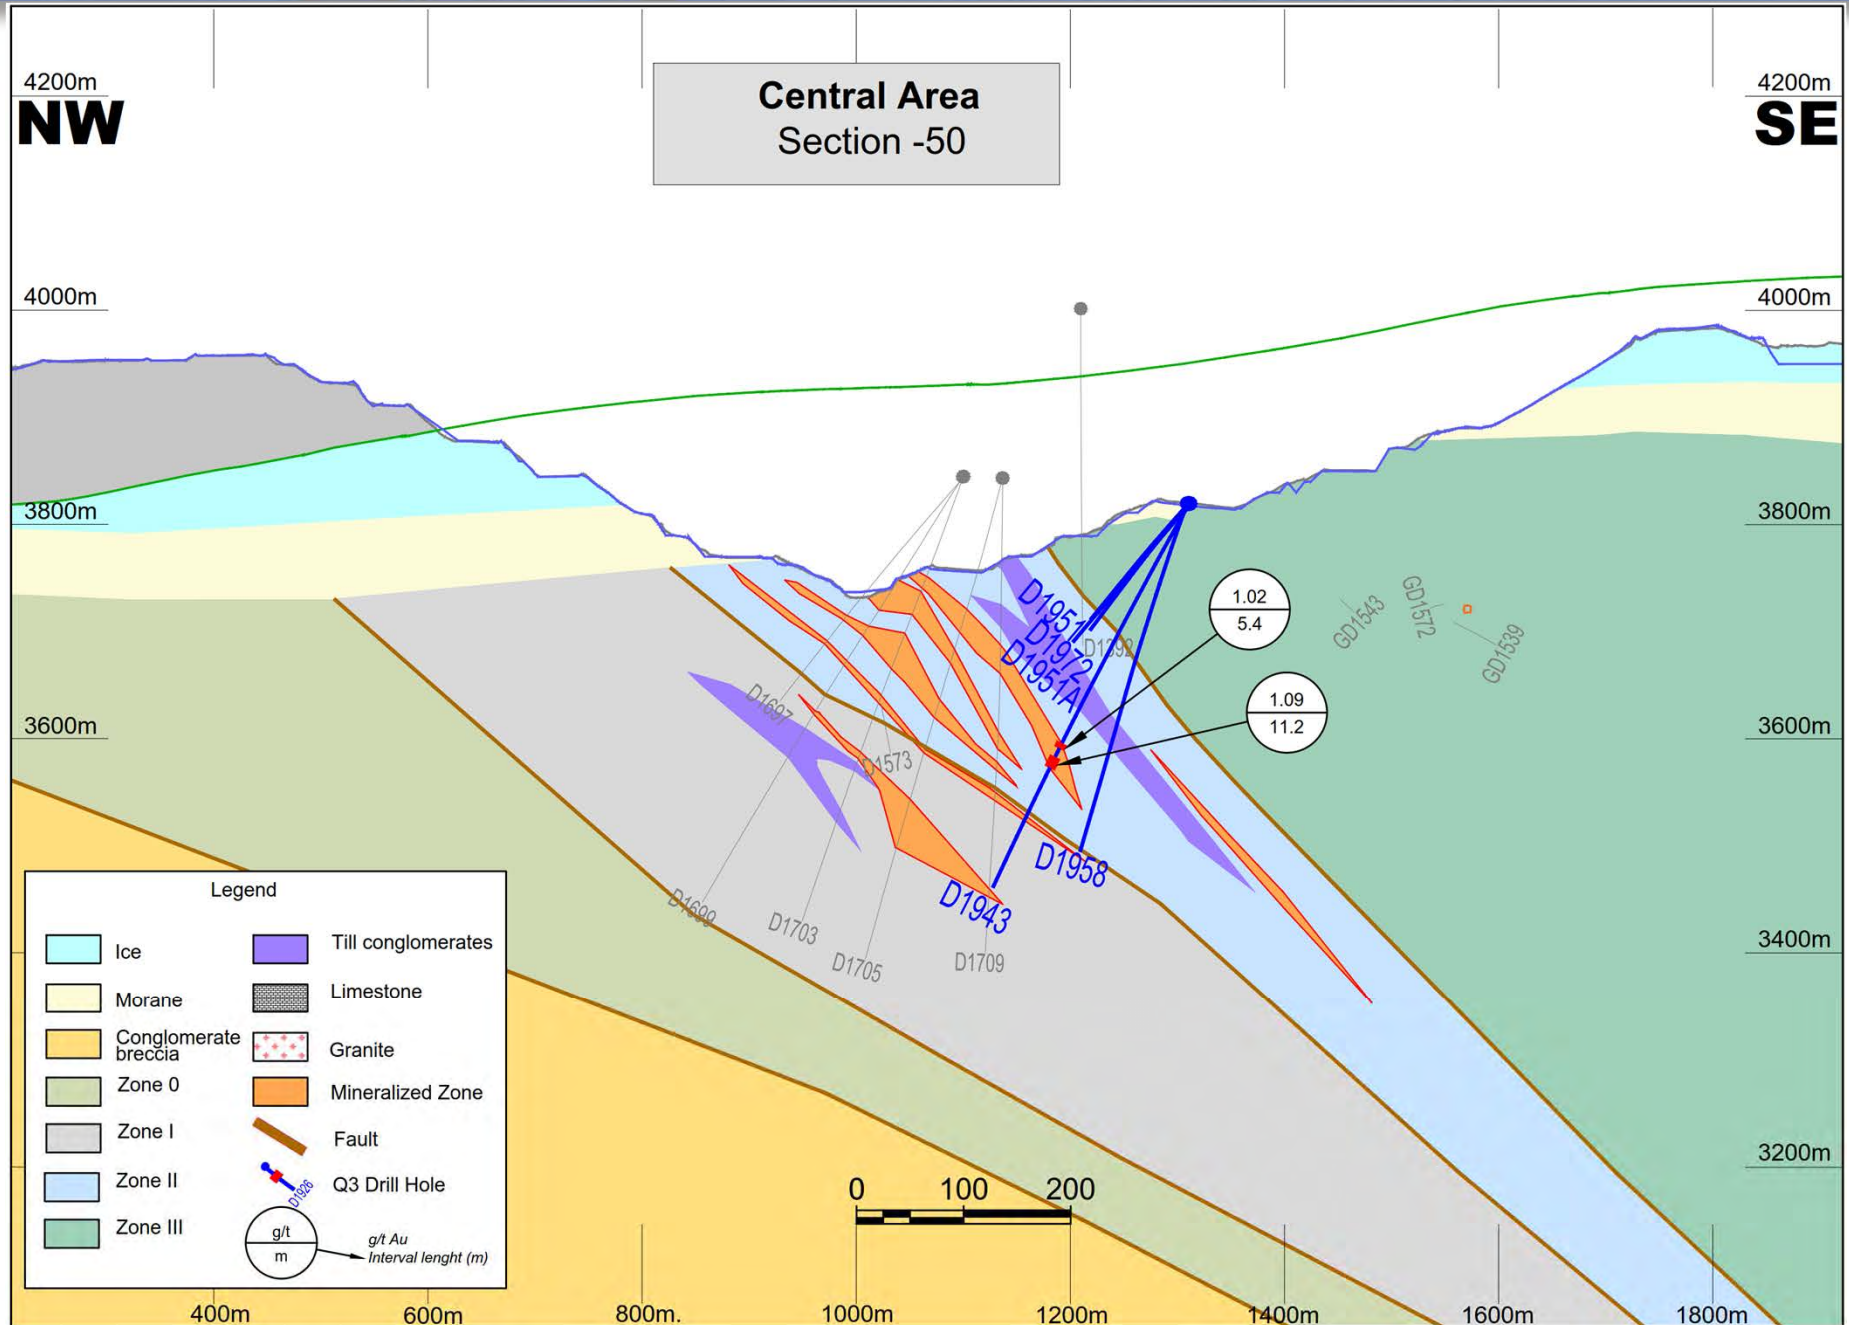 4200m
4200m
NW
Central Area
Section -50
SE
4000m
4000m
3800m
3800m
D1951
D1972
D1951A
D1392
1.02
5.4
GD1543
GD1572
GD1539
1.09
11.2
3600m
3600m
D1697
D1573
D1958
D1943
D1699
D1703
D1705
D1709
3400m
3200m
Legend
Ice
Morane
Conglomerate
breccia
Zone 0
Zone I
Zone II
Zone III
Till conglomerates
Limestone
Granite
Mineralized Zone
Fault
Q3 Drill Hole
D1926
g/t
m
g/t Au
Interval lenght (m)
0 100 200
400m 600m 800m. 1000m 1200m 1400m 1600m 1800m